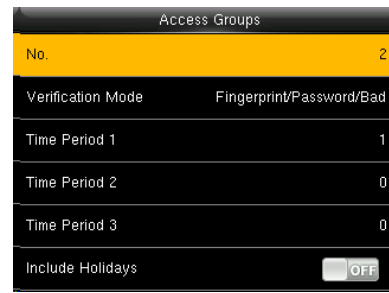 Access Groups
No. 2
Verification Mode Fingerprint/Password/Bad
Time Period 1 1
Time Period 2 0
Time Period 3 0
Include Holidays OFF